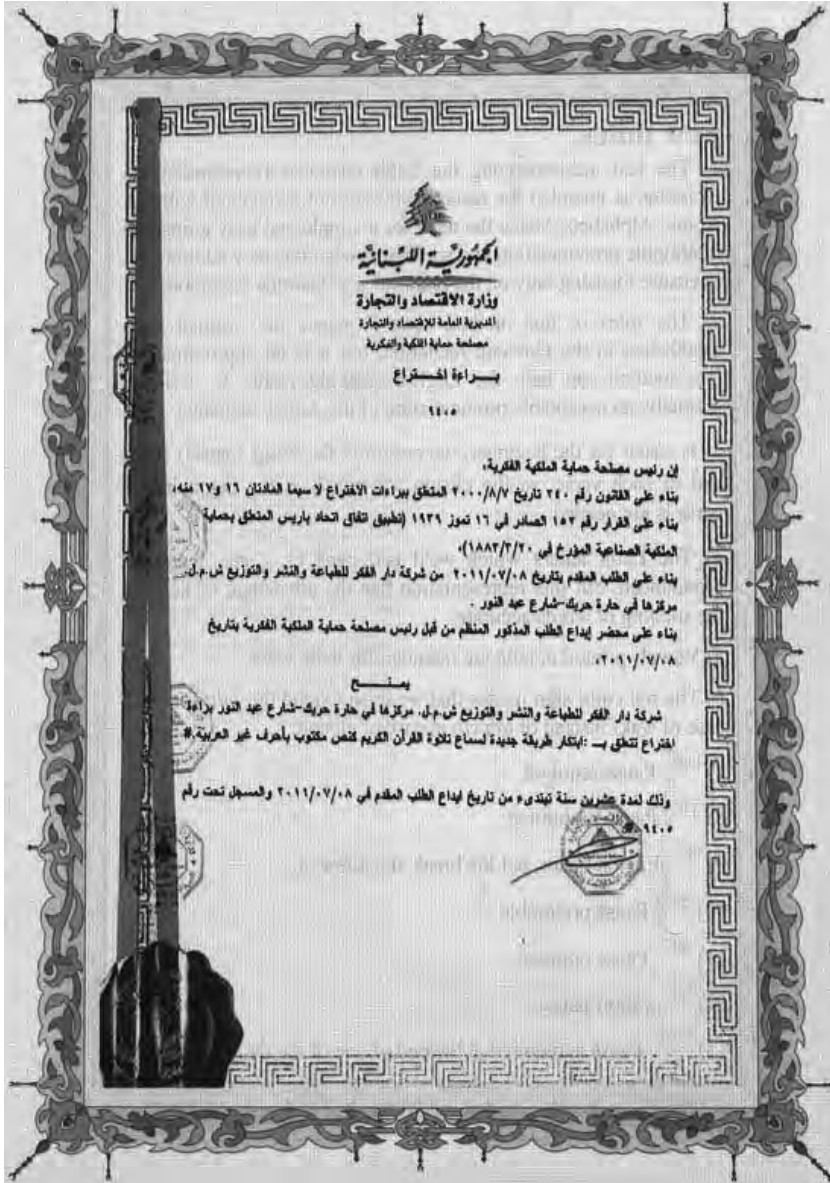 الجمهورية اللبنانية
وزارة الاقتصاد والتجارة
المديرية العامة للإقتصاد والتجارة
مصلحة حماية الملكية والفكرية
بـــراءة اختـــراع
٩٤٠٥
إن رئيس مصلحة حماية الملكية الفكرية،
بناء على القانون رقم ٢٤٠ تاريخ ٢٠٠٠/٨/٧ المتعلق ببراءات الاختراع لا سيما المادتان ١٦ و١٧ منه،
بناء على القرار رقم ١٥٢ الصادر في ١٦ تموز ١٩٣٩ (تطبيق اتفاق اتحاد باريس المتعلق بحماية
الملكية الصناعية المؤرخ في ١٨٨٣/٣/٢٠)،
بناء على الطلب المقدم بتاريخ ٢٠١١/٠٧/٠٨ من شركة دار الفكر للطباعة والنشر والتوزيع ش.م.ل.
مركزها في حارة حريك-شارع عبد النور .
بناء على محضر إيداع الطلب المذكور المنظم من قبل رئيس مصلحة حماية الملكية الفكرية بتاريخ
٢٠١١/٠٧/٠٨،
يمنـــــح
شركة دار الفكر للطباعة والنشر والتوزيع ش.م.ل. مركزها في حارة حريك-شارع عبد النور براءة
اختراع تتعلق بـــ :ابتكار طريقة جديدة لسماع تلاوة القرآن الكريم كنص مكتوب بأحرف غير العربية.#
وذلك لمدة عشرين سنة تبتدىء من تاريخ ايداع الطلب المقدم في ٢٠١١/٠٧/٠٨ والمسجل تحت رقم
٩٤٠٥